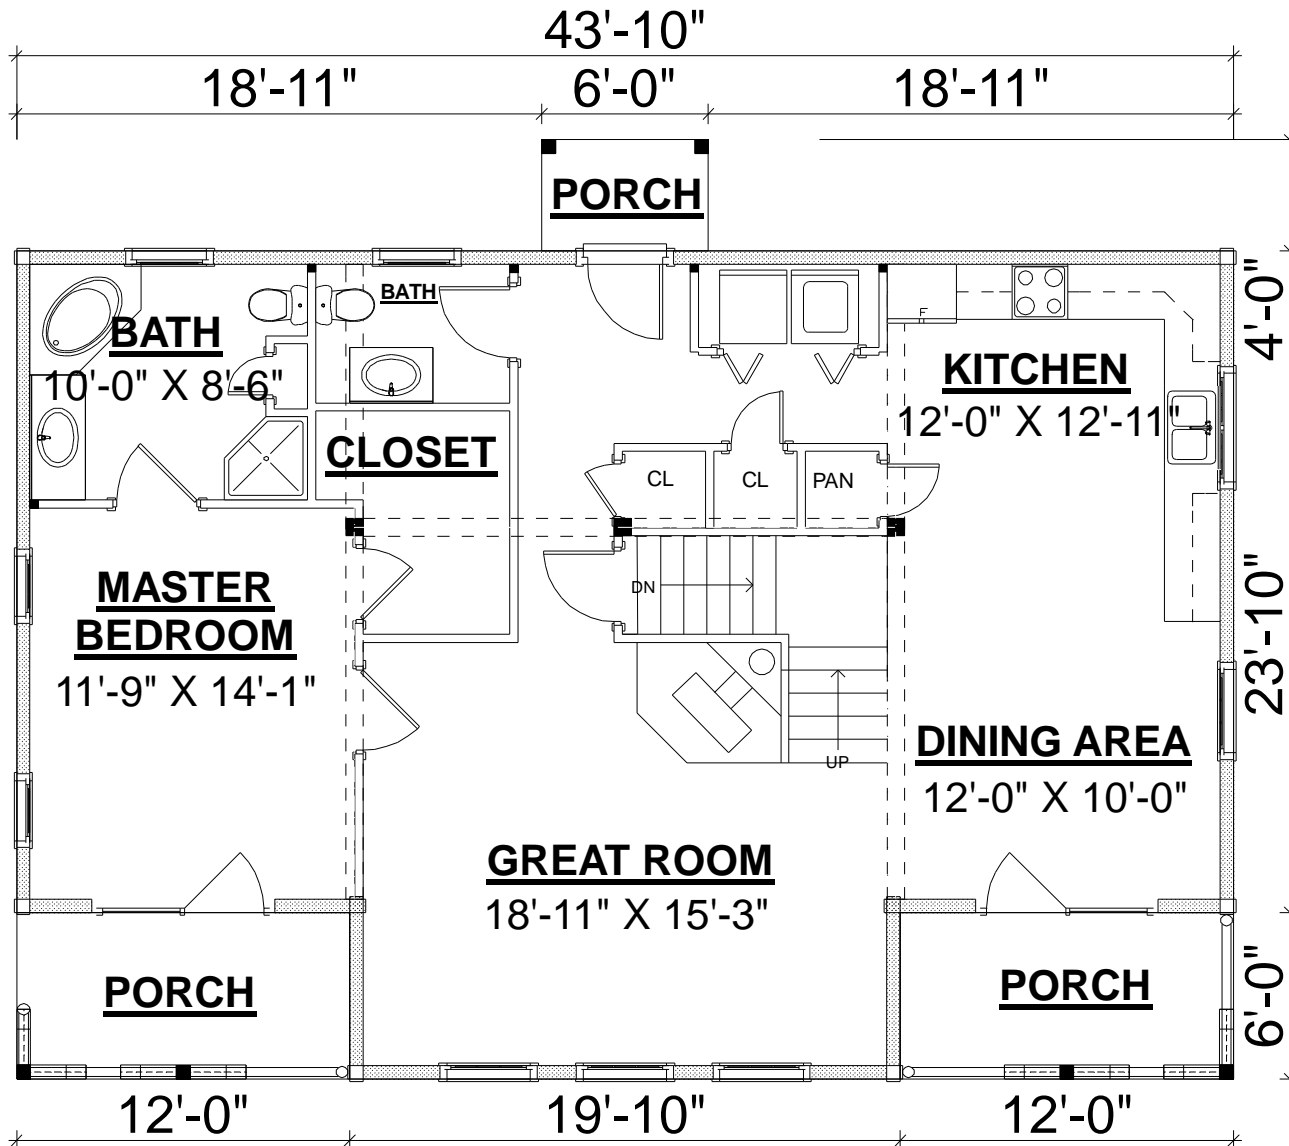 43'-10"
18'-11" 6'-0" 18'-11"
PORCH
4'-0"
BATH
10'-0" X 8'-6"
BATH
F
KITCHEN
12'-0" X 12'-11"
CLOSET
CL CL PAN
MASTER
BEDROOM
11'-9" X 14'-1"
DN
23'-10"
UP
DINING AREA
12'-0" X 10'-0"
GREAT ROOM
18'-11" X 15'-3"
PORCH
PORCH
6'-0"
12'-0" 19'-10" 12'-0"